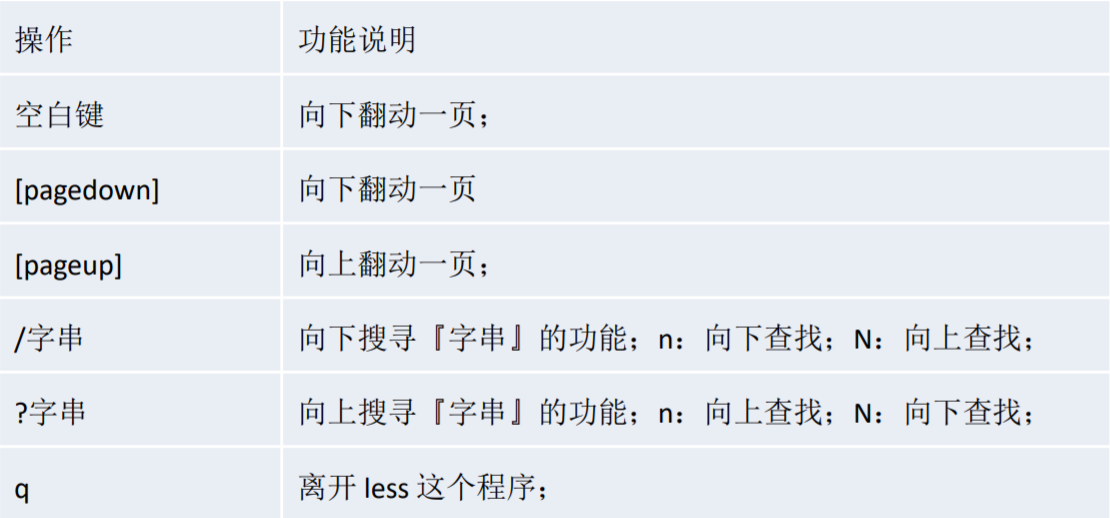 操作 功能说明
空白键 向下翻动一页；
[pagedown] 向下翻动一页
[pageup] 向上翻动一页；
/字串 向下搜寻『字串』的功能；n：向下查找；N：向上查找；
?字串 向上搜寻『字串』的功能；n：向上查找；N：向下查找；
q 离开 less 这个程序；